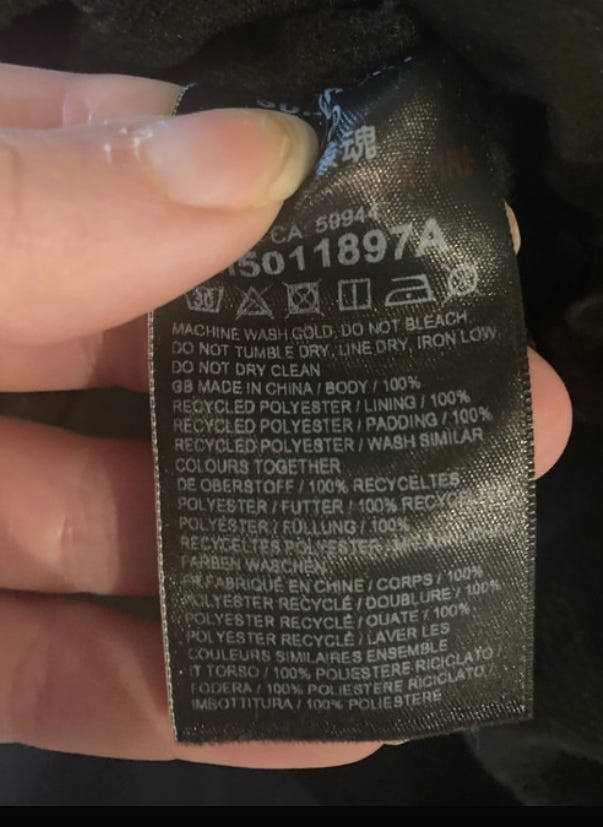 魂
CA 59944
5011897A
30
MACHINE WASH COLD, DO NOT BLEACH,
DO NOT TUMBLE DRY, LINE DRY, IRON LOW
DO NOT DRY CLEAN
GB MADE IN CHINA / BODY / 100%
RECYCLED POLYESTER / LINING / 100%
RECYCLED POLYESTER / PADDING / 100%
RECYCLED POLYESTER / WASH SIMILAR
COLOURS TOGETHER
DE OBERSTOFF / 100% RECYCELTES
POLYESTER / FUTTER / 100%
POLYESTER / FÜLLUNG / 100%
RECYCELTES POLYESTER
FARBEN WASCHEN
FR FABRIQUÉ EN CHINE / CORPS / 100%
POLYESTER RECYCLÉ / DOUBLURE / 100%
POLYESTER RECYCLÉ / OUATE / 100%
POLYESTER RECYCLÉ / LAVER LES
COULEURS SIMILAIRES ENSEMBLE
IT TORSO / 100% POLIESTERE RICICLATO /
FODERA / 100% POLIESTERE RICICLATO /
IMBOTTITURA / 100% POLIESTERE